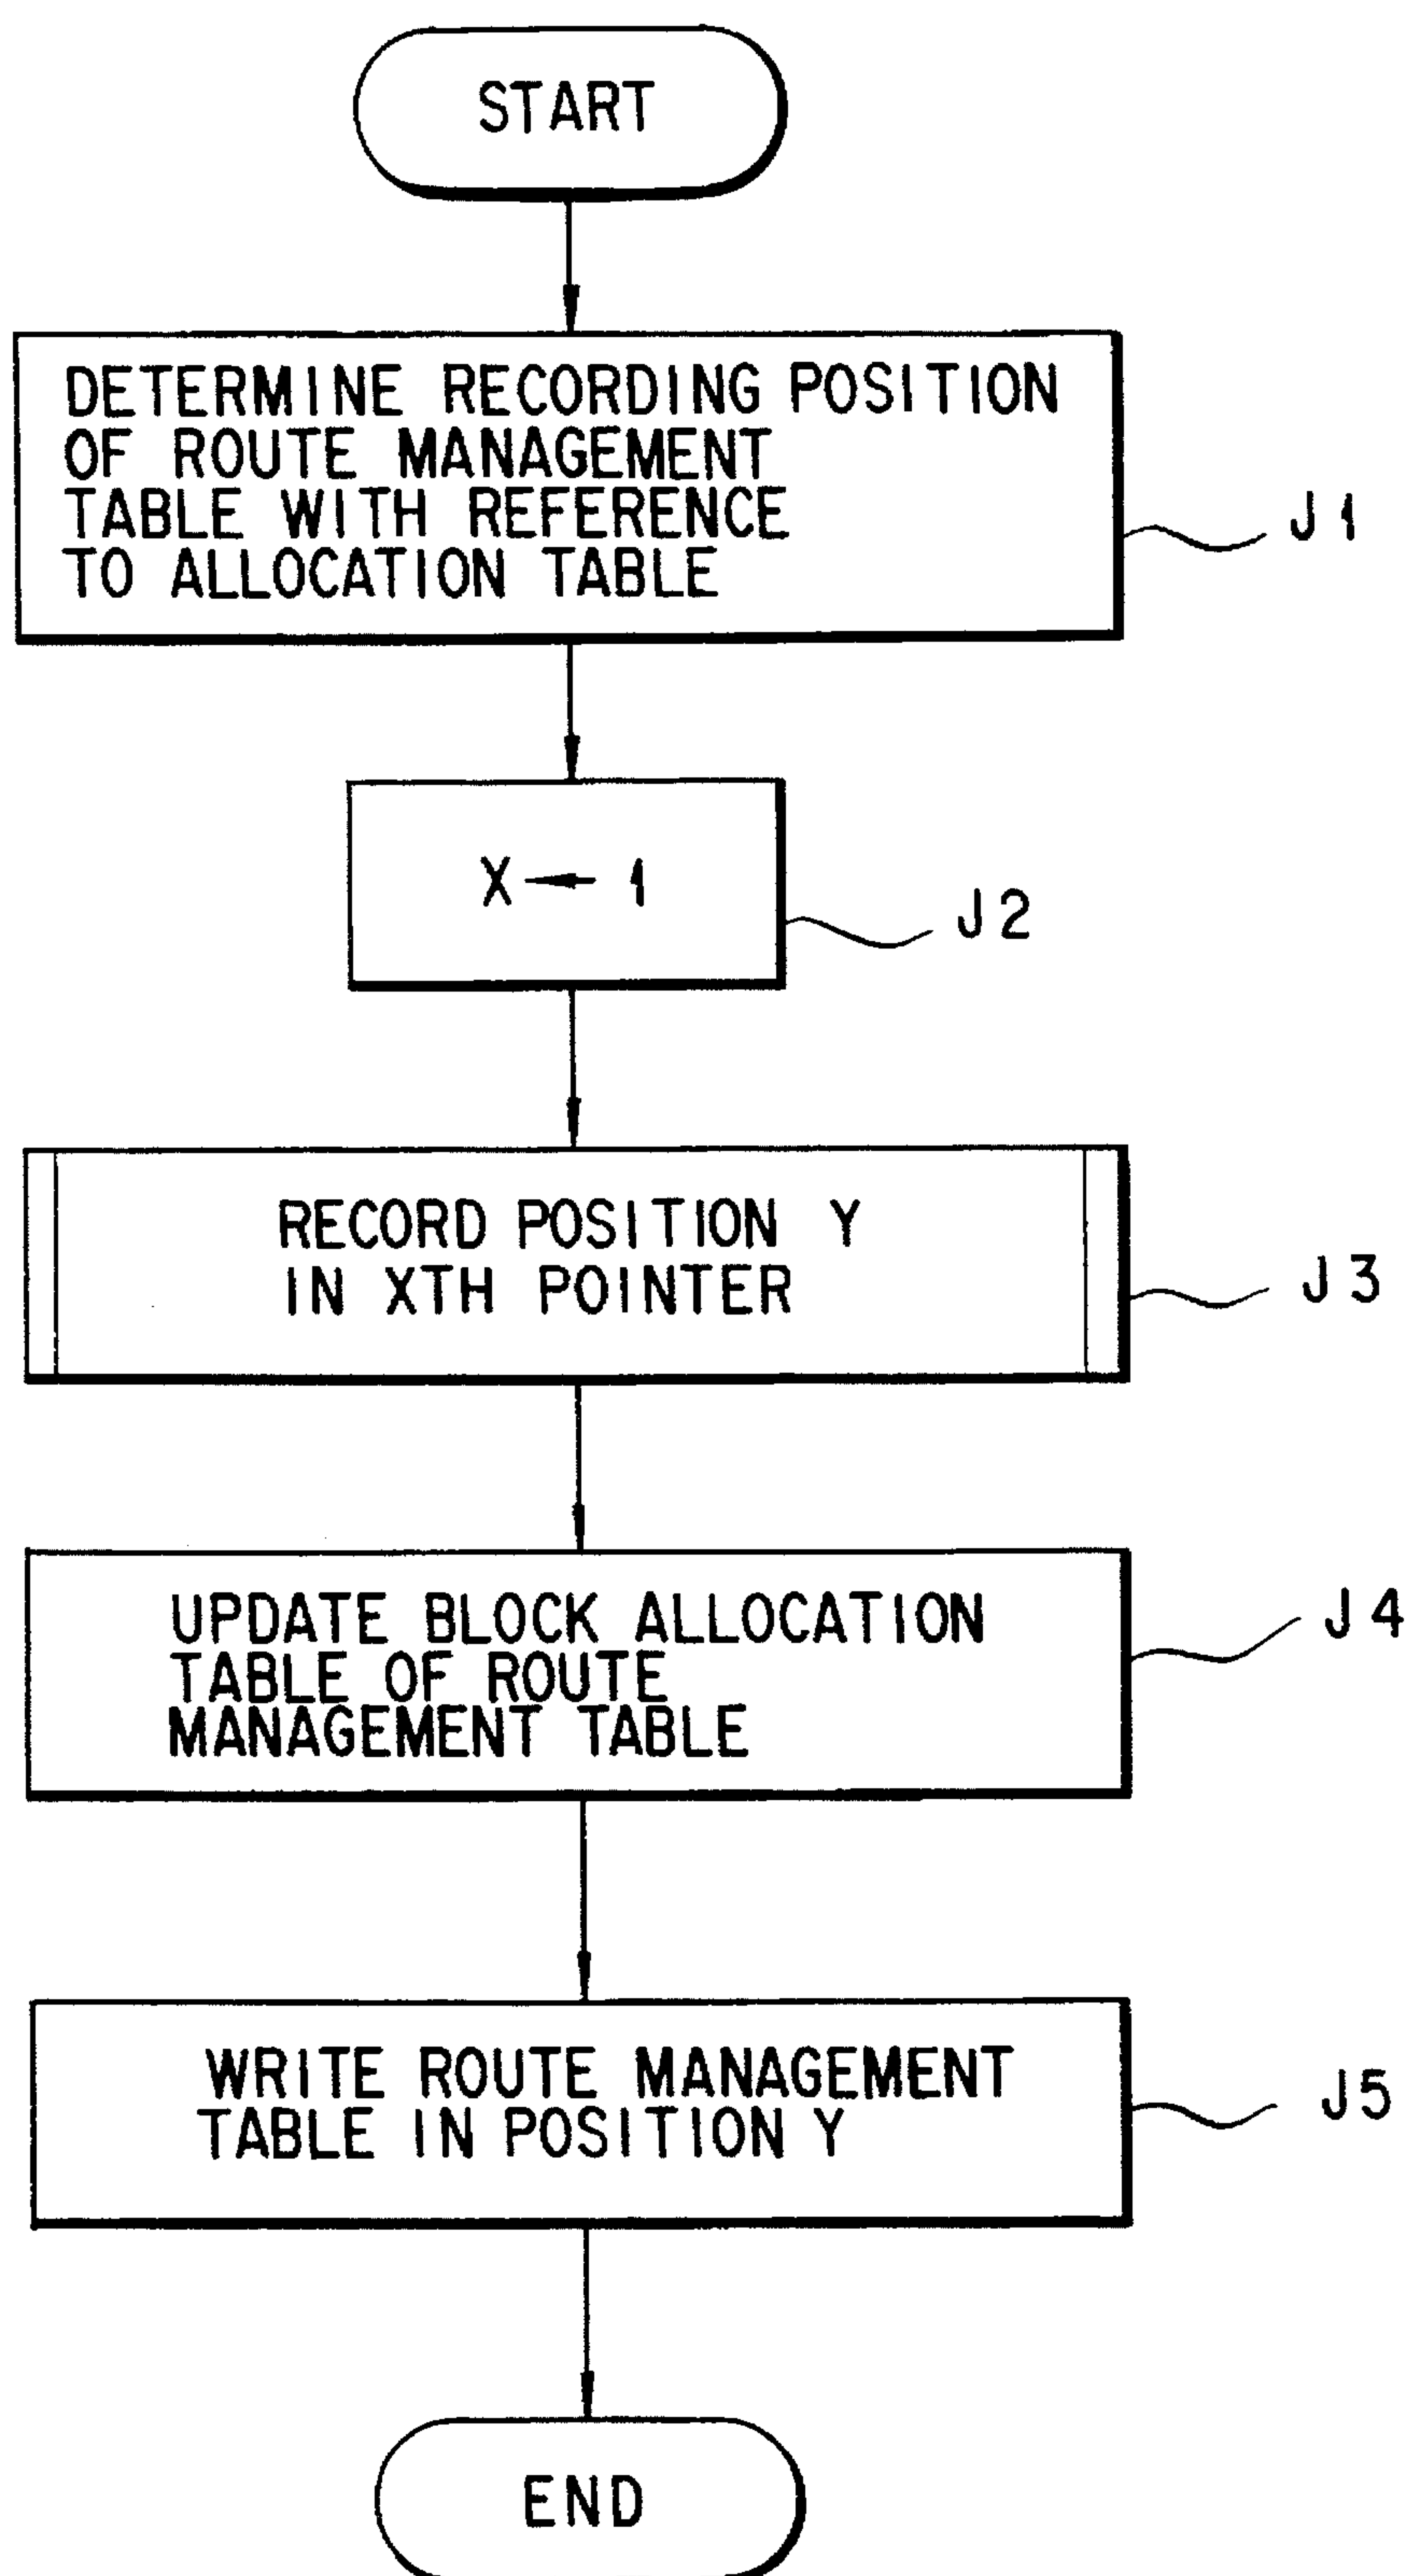 START
DETERMINE RECORDING POSITION
OF ROUTE MANAGEMENT
TABLE WITH REFERENCE
TO ALLOCATION TABLE
J1
X ← 1
J2
RECORD POSITION Y
IN XTH POINTER
J3
UPDATE BLOCK ALLOCATION
TABLE OF ROUTE
MANAGEMENT TABLE
J4
WRITE ROUTE MANAGEMENT
TABLE IN POSITION Y
J5
END